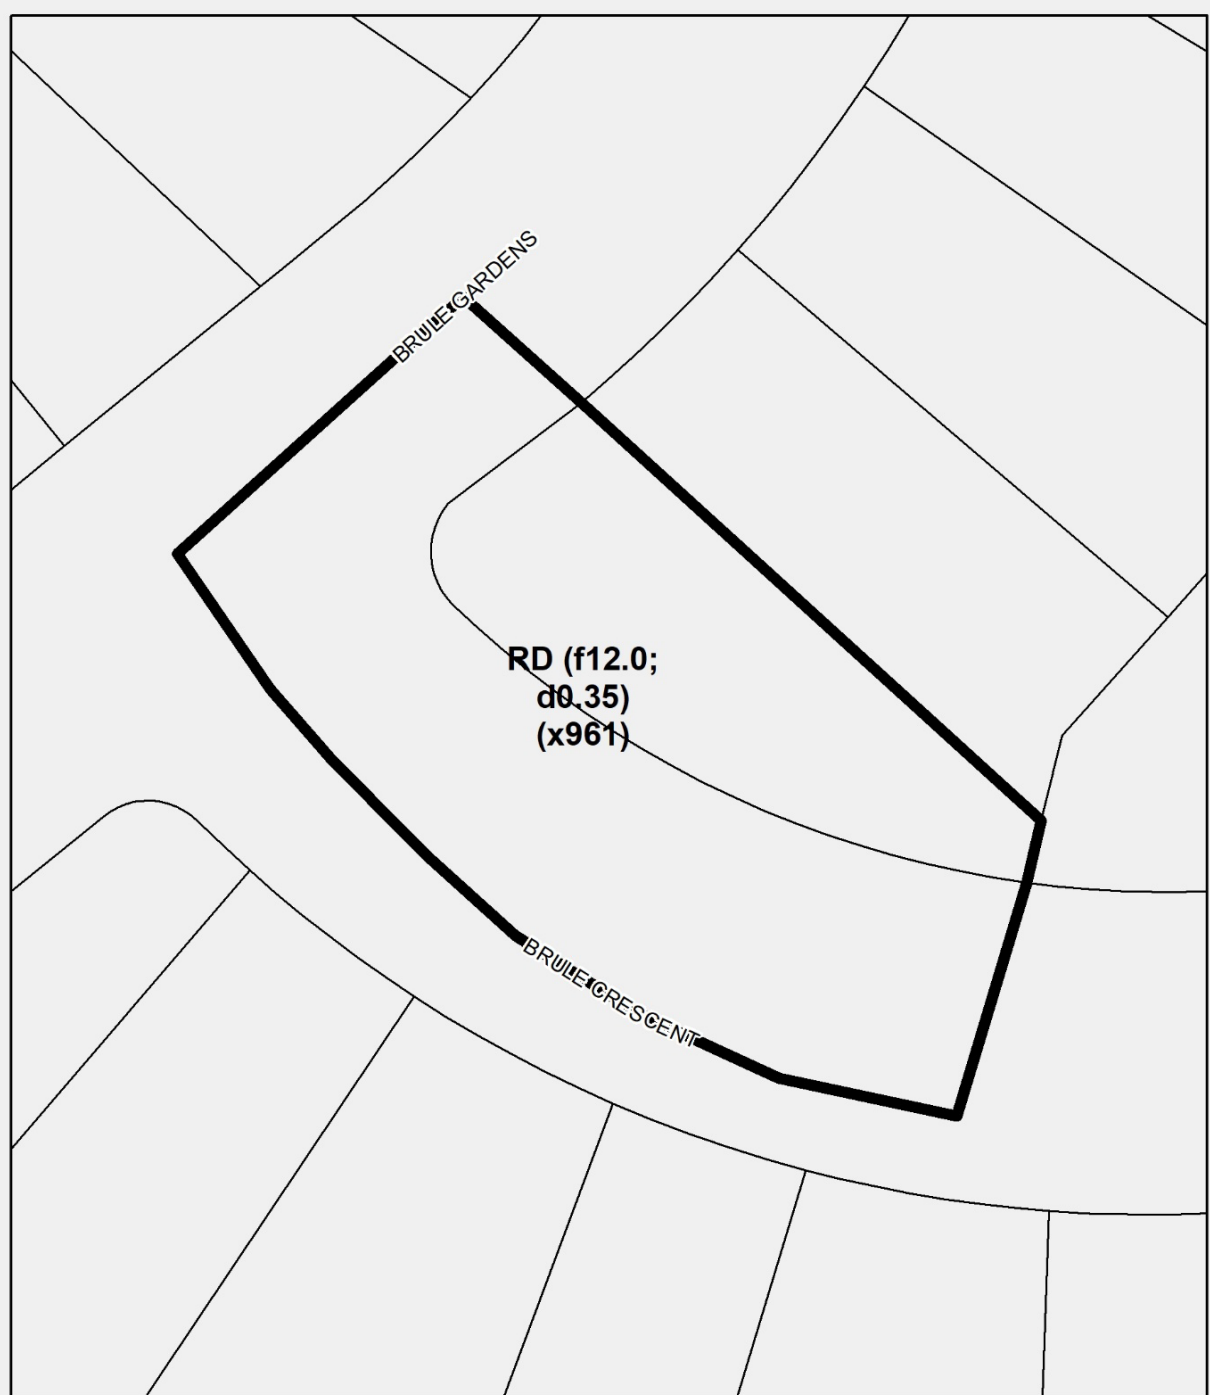 BRULE GARDENS
RD (f12.0;
d0.35)
(x961)
BRULE CRESCENT